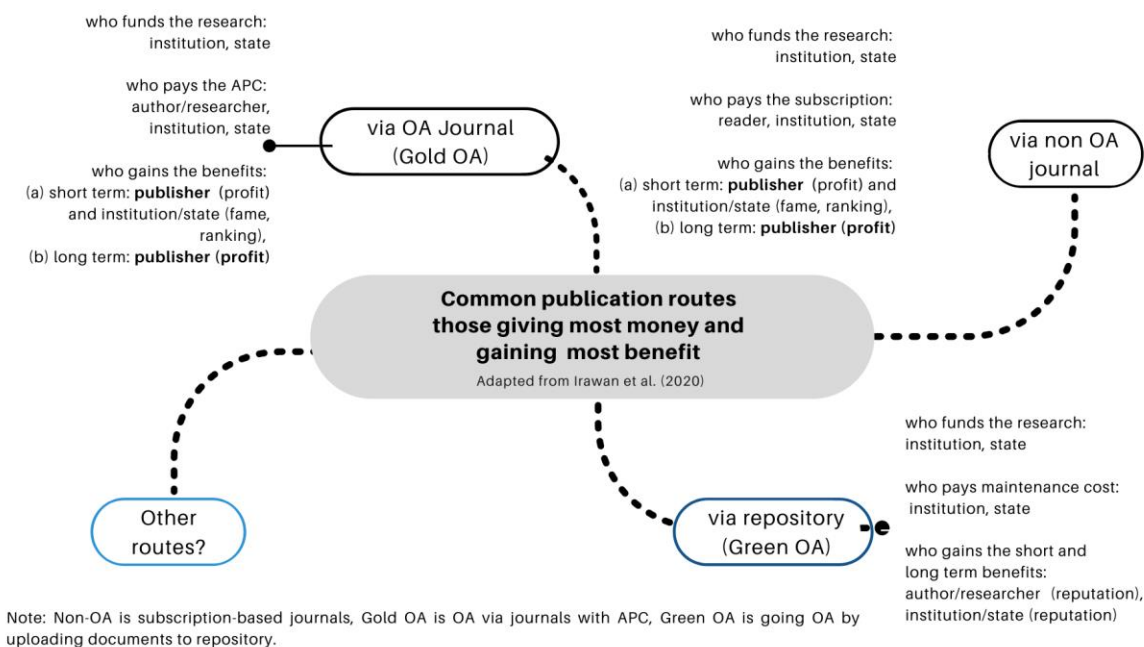 who funds the research:
institution, state
who pays the APC:
author/researcher,
institution, state
who gains the benefits:
(a) short term: publisher (profit)
and institution/state (fame,
ranking),
(b) long term: publisher (profit)
via OA Journal
(Gold OA)
who funds the research:
institution, state
who pays the subscription:
reader, institution, state
who gains the benefits:
(a) short term: publisher (profit) and
institution/state (fame, ranking),
(b) long term: publisher (profit)
via non OA
journal
Common publication routes
those giving most money and
gaining most benefit
Adapted from Irawan et al. (2020)
Other
routes?
via repository
(Green OA)
who funds the research:
institution, state
who pays maintenance cost:
institution, state
who gains the short and
long term benefits:
author/researcher (reputation),
institution/state (reputation)
Note: Non-OA is subscription-based journals, Gold OA is OA via journals with APC, Green OA is going OA by
uploading documents to repository.